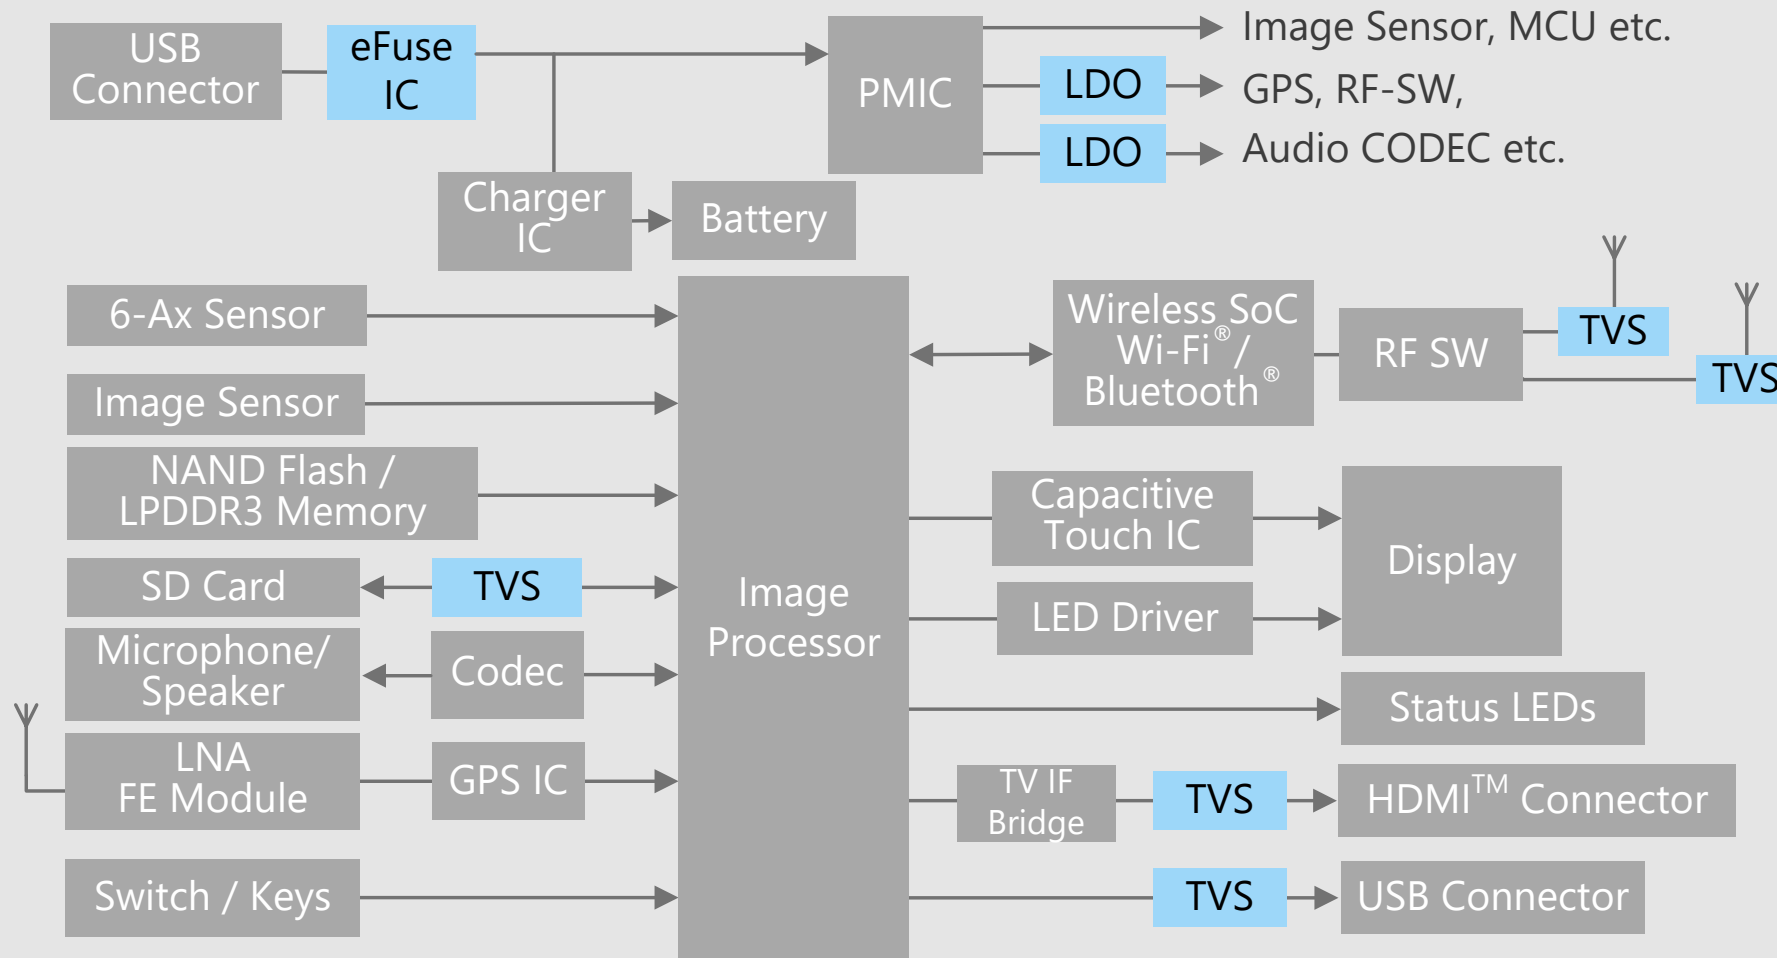 USB
Connector
eFuse
IC
PMIC
Image Sensor, MCU etc.
LDO
GPS, RF-SW,
LDO
Audio CODEC etc.
Charger
IC
Battery
6-Ax Sensor
Image Sensor
NAND Flash /
LPDDR3 Memory
SD Card
TVS
Microphone/
Speaker
Codec
LNA
FE Module
GPS IC
Switch / Keys
Image
Processor
Wireless SoC
Wi-Fi®/
Bluetooth®
RF SW
TVS
TVS
Capacitive
Touch IC
LED Driver
Display
Status LEDs
TV IF
Bridge
TVS
HDMI™ Connector
TVS
USB Connector